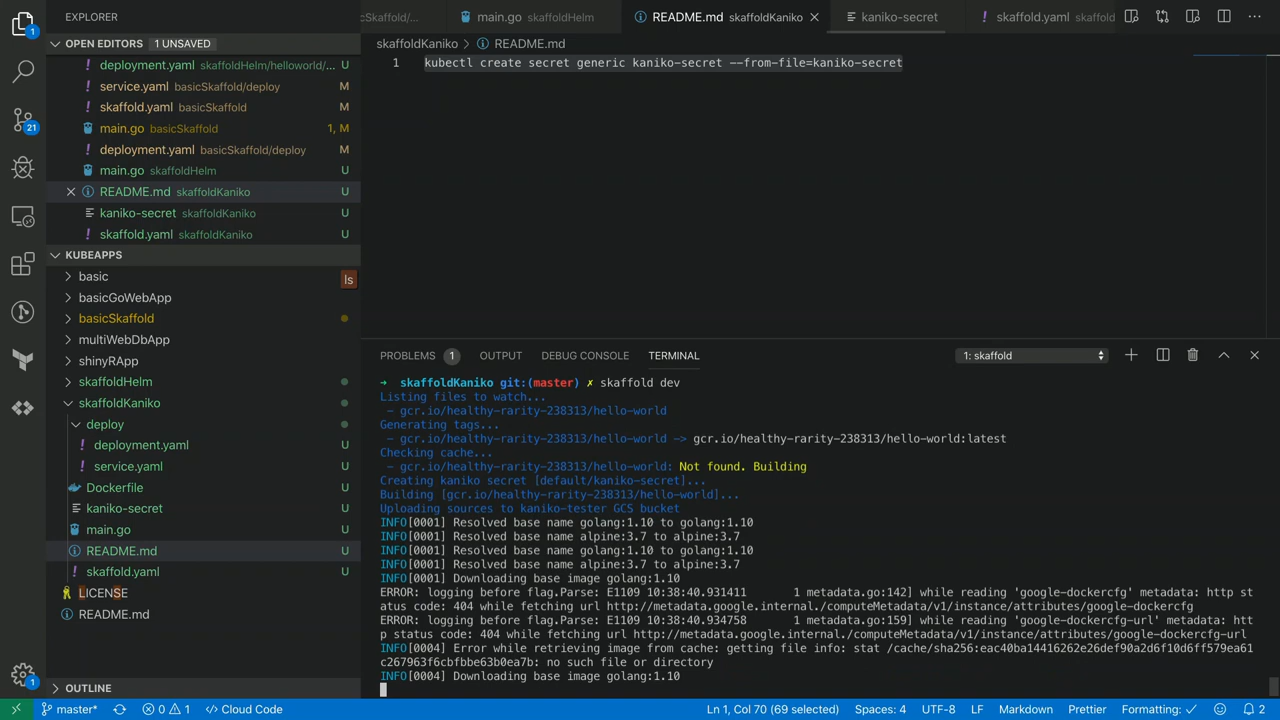 EXPLORER
cSkaffold/...
main.go skaffoldHelm
README.md skaffoldKaniko
kaniko-secret
skaffold.yaml skaffold
OPEN EDITORS 1 UNSAVED
deployment.yaml skaffoldHelm/helloworld/...
service.yaml basicSkaffold/deploy M
skaffold.yaml basicSkaffold M
main.go basicSkaffold 1, M
deployment.yaml basicSkaffold/deploy M
main.go skaffoldHelm U
README.md skaffoldKaniko U
kaniko-secret skaffoldKaniko U
skaffold.yaml skaffoldKaniko U
KUBEAPPS
basic
ls
basicGoWebApp
basicSkaffold
multiWebDbApp
shinyRApp
skaffoldHelm
skaffoldKaniko
deploy U
deployment.yaml U
service.yaml U
Dockerfile U
kaniko-secret U
main.go U
README.md U
skaffold.yaml U
LICENSE
README.md
OUTLINE
1
21
1
skaffoldKaniko > README.md
1 kubectl create secret generic kaniko-secret --from-file=kaniko-secret
PROBLEMS 1 OUTPUT DEBUG CONSOLE TERMINAL 1: skaffold
➜ skaffoldKaniko git:(master) ✗ skaffold dev
Listing files to watch...
- gcr.io/healthy-rarity-238313/hello-world
Generating tags...
- gcr.io/healthy-rarity-238313/hello-world -> gcr.io/healthy-rarity-238313/hello-world:latest
Checking cache...
- gcr.io/healthy-rarity-238313/hello-world: Not found. Building
Creating kaniko secret [default/kaniko-secret]...
Building [gcr.io/healthy-rarity-238313/hello-world]...
Uploading sources to kaniko-tester GCS bucket
INFO[0001] Resolved base name golang:1.10 to golang:1.10
INFO[0001] Resolved base name alpine:3.7 to alpine:3.7
INFO[0001] Resolved base name golang:1.10 to golang:1.10
INFO[0001] Resolved base name alpine:3.7 to alpine:3.7
INFO[0001] Downloading base image golang:1.10
ERROR: logging before flag.Parse: E1109 10:38:40.931411 1 metadata.go:142] while reading 'google-dockercfg' metadata: http st
atus code: 404 while fetching url http://metadata.google.internal./computeMetadata/v1/instance/attributes/google-dockercfg
ERROR: logging before flag.Parse: E1109 10:38:40.934758 1 metadata.go:159] while reading 'google-dockercfg-url' metadata: htt
p status code: 404 while fetching url http://metadata.google.internal./computeMetadata/v1/instance/attributes/google-dockercfg-url
INFO[0004] Error while retrieving image from cache: getting file info: stat /cache/sha256:eac40ba14416262e26def90a2d6f10d6ff579ea61
c267963f6cbfbbe63b0ea7b: no such file or directory
INFO[0004] Downloading base image golang:1.10
master* 0 1 </> Cloud Code Ln 1, Col 70 (69 selected) Spaces: 4 UTF-8 LF Markdown Prettier Formatting: ✓ 2